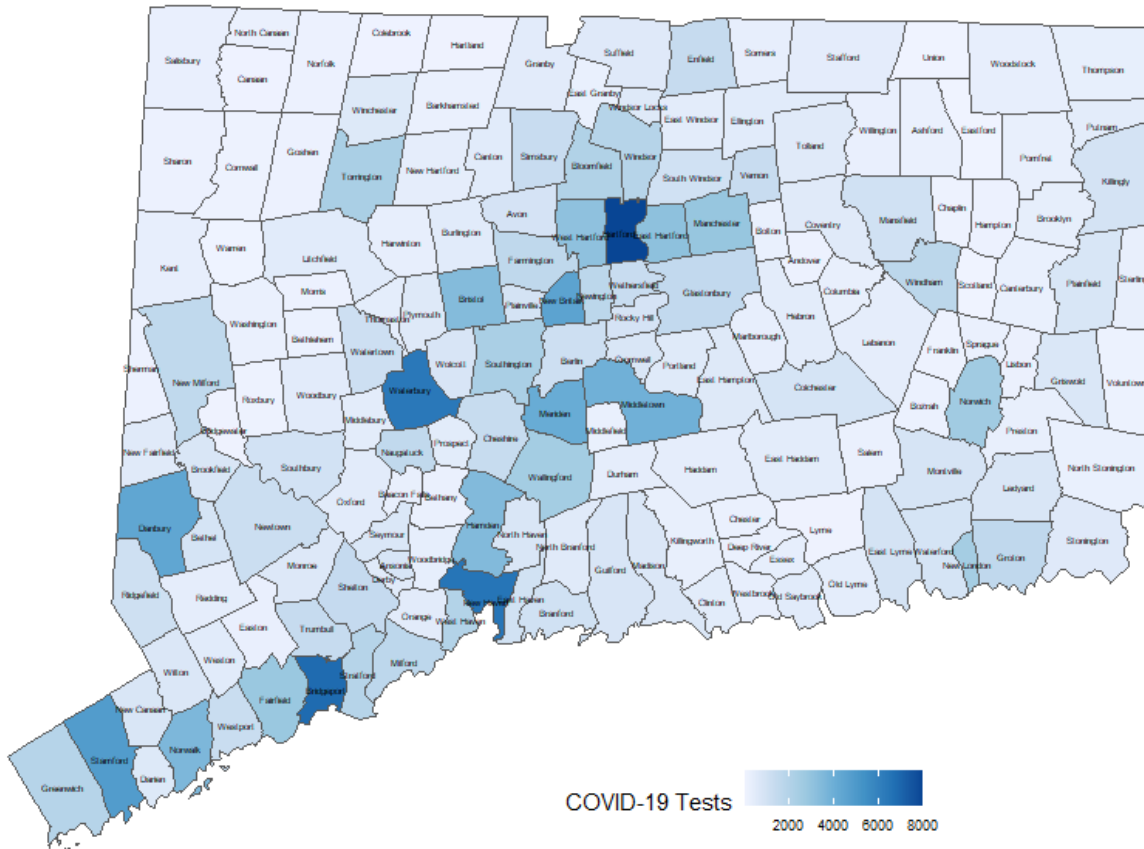 North Canaan
Colebrook
Hartland
Suffield
Enfield
Somers
Stafford
Union
Woodstock
Thompson
Salisbury
Canaan
Norfolk
Granby
East Granby
Windsor Locks
Winchester
Barkhamsted
East Windsor
Ellington
Willington
Ashford
Eastford
Putnam
Sharon
Cornwall
Goshen
Torrington
New Hartford
Canton
Simsbury
Bloomfield
Windsor
South Windsor
Vernon
Tolland
Pomfret
Killingly
Kent
Warren
Litchfield
Harwinton
Burlington
Avon
West Hartford
Hartford
East Hartford
Manchester
Bolton
Coventry
Mansfield
Chaplin
Hampton
Brooklyn
Farmington
Andover
Morris
Bristol
Plainville
New Britain
Newington
Wethersfield
Glastonbury
Columbia
Windham
Scotland
Canterbury
Plainfield
Sterling
Washington
Bethlehem
Thomaston
Plymouth
Rocky Hill
Hebron
Marlborough
Lebanon
Franklin
Sprague
Lisbon
Sherman
New Milford
Roxbury
Woodbury
Watertown
Wolcott
Southington
Berlin
Cromwell
Portland
East Hampton
Colchester
Bozrah
Norwich
Griswold
Voluntown
Waterbury
Middlebury
Meriden
Middletown
Middlefield
Preston
Bridgewater
New Fairfield
Brookfield
Southbury
Naugatuck
Prospect
Cheshire
Wallingford
Durham
Haddam
East Haddam
Salem
Montville
North Stonington
Ledyard
Oxford
Beacon Falls
Bethany
Danbury
Bethel
Newtown
Seymour
Hamden
North Haven
North Branford
Guilford
Madison
Killingworth
Chester
Deep River
Essex
Lyme
East Lyme
Waterford
New London
Groton
Stonington
Ridgefield
Redding
Monroe
Shelton
Ansonia
Derby
Woodbridge
New Haven
East Haven
Branford
Clinton
Westbrook
Old Saybrook
Old Lyme
Easton
Trumbull
Orange
West Haven
Milford
Stratford
Bridgeport
Fairfield
Weston
Wilton
New Canaan
Westport
Norwalk
Darien
Stamford
Greenwich
COVID-19 Tests
2000 4000 6000 8000